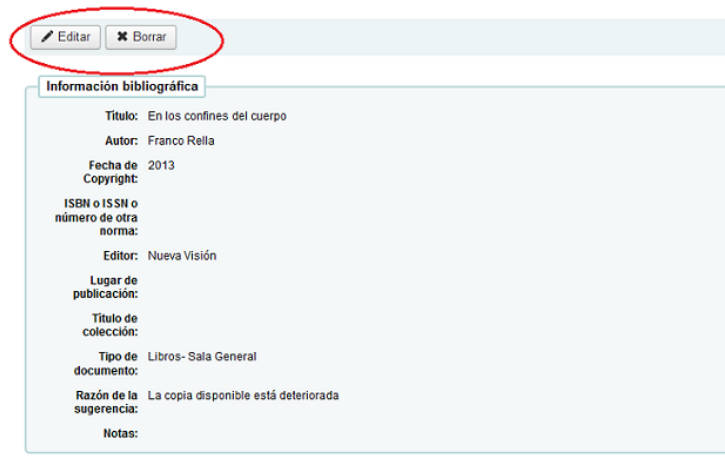 Editar Borrar
Información bibliográfica
Título: En los confines del cuerpo
Autor: Franco Rella
Fecha de 2013
Copyright:
ISBN o ISSN o
número de otra
norma:
Editor: Nueva Visión
Lugar de
publicación:
Título de
colección:
Tipo de Libros- Sala General
documento:
Razón de la La copia disponible está deteriorada
sugerencia:
Notas: